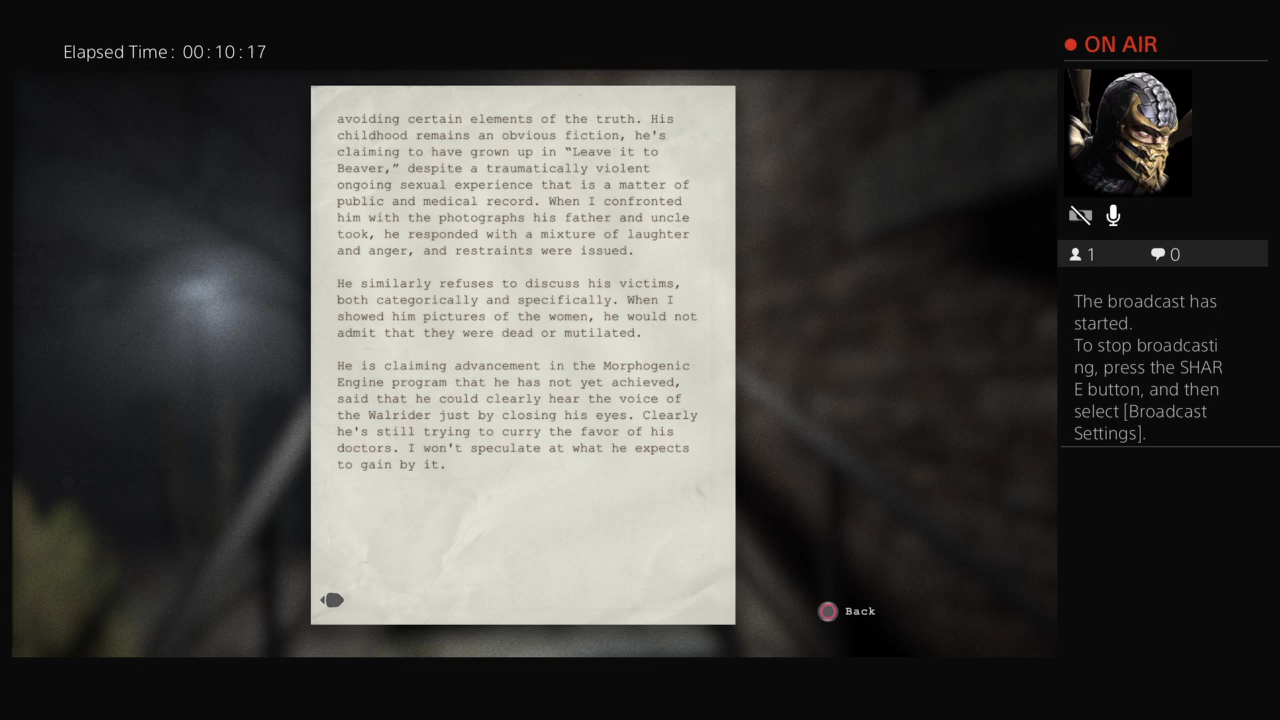 Elapsed Time: 00:10:17
ON AIR
avoiding certain elements of the truth. His
childhood remains an obvious fiction, he's
claiming to have grown up in “Leave it to
Beaver,” despite a traumatically violent
ongoing sexual experience that is a matter of
public and medical record. When I confronted
him with the photographs his father and uncle
took, he responded with a mixture of laughter
and anger, and restraints were issued.
He similarly refuses to discuss his victims,
both categorically and specifically. When I
showed him pictures of the women, he would not
admit that they were dead or mutilated.
He is claiming advancement in the Morphogenic
Engine program that he has not yet achieved,
said that he could clearly hear the voice of
the Walrider just by closing his eyes. Clearly
he's still trying to curry the favor of his
doctors. I won't speculate at what he expects
to gain by it.
Back
1
0
The broadcast has
started.
To stop broadcasti
ng, press the SHAR
E button, and then
select [Broadcast
Settings].